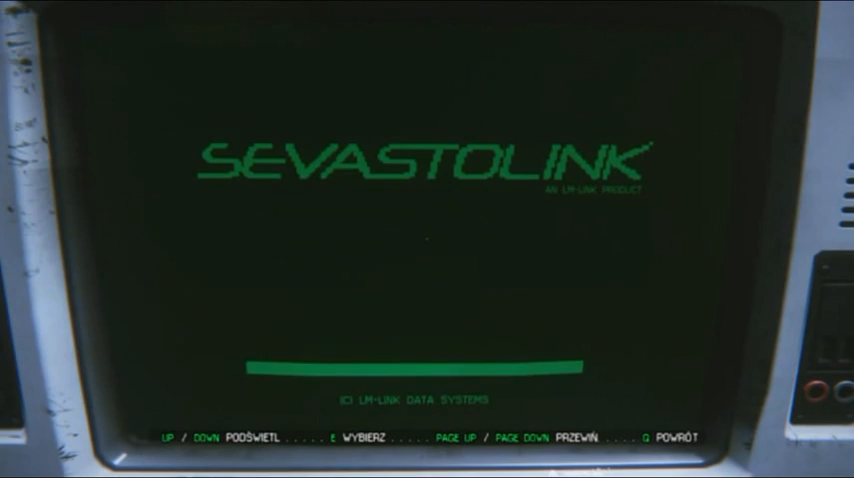 SEVASTOLINK
AN LM-LINK PRODUCT
(C) LM-LINK DATA SYSTEMS
UP / DOWN PODŚWIETL ..... E WYBIERZ ..... PAGE UP / PAGE DOWN PRZEWIŃ .... Q POWRÓT